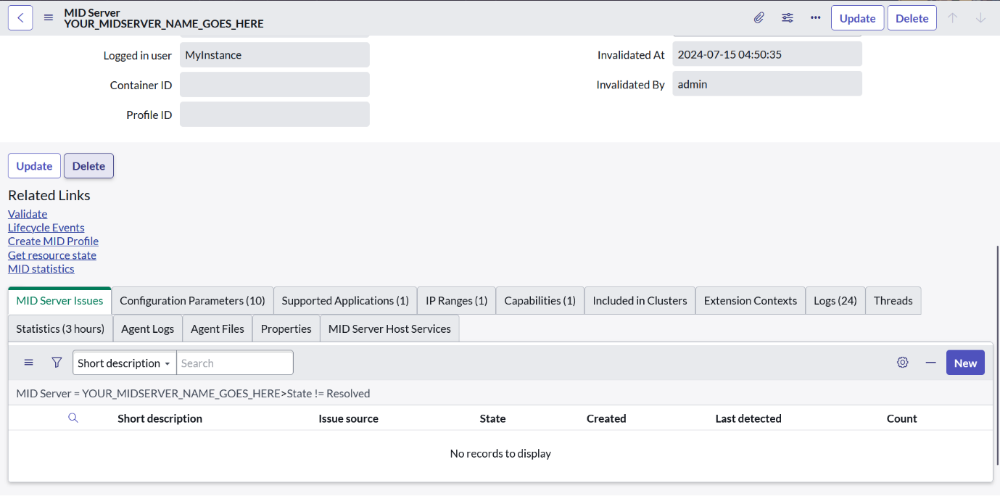 MID Server
YOUR_MIDSERVER_NAME_GOES_HERE
Update Delete
Logged in user MyInstance Invalidated At 2024-07-15 04:50:35
Container ID Invalidated By admin
Profile ID
Update Delete
Related Links
Validate
Lifecycle Events
Create MID Profile
Get resource state
MID statistics
MID Server Issues Configuration Parameters (10) Supported Applications (1) IP Ranges (1) Capabilities (1) Included in Clusters Extension Contexts Logs (24) Threads
Statistics (3 hours) Agent Logs Agent Files Properties MID Server Host Services
Short description Search New
MID Server = YOUR_MIDSERVER_NAME_GOES_HERE>State != Resolved
Short description Issue source State Created Last detected Count
No records to display